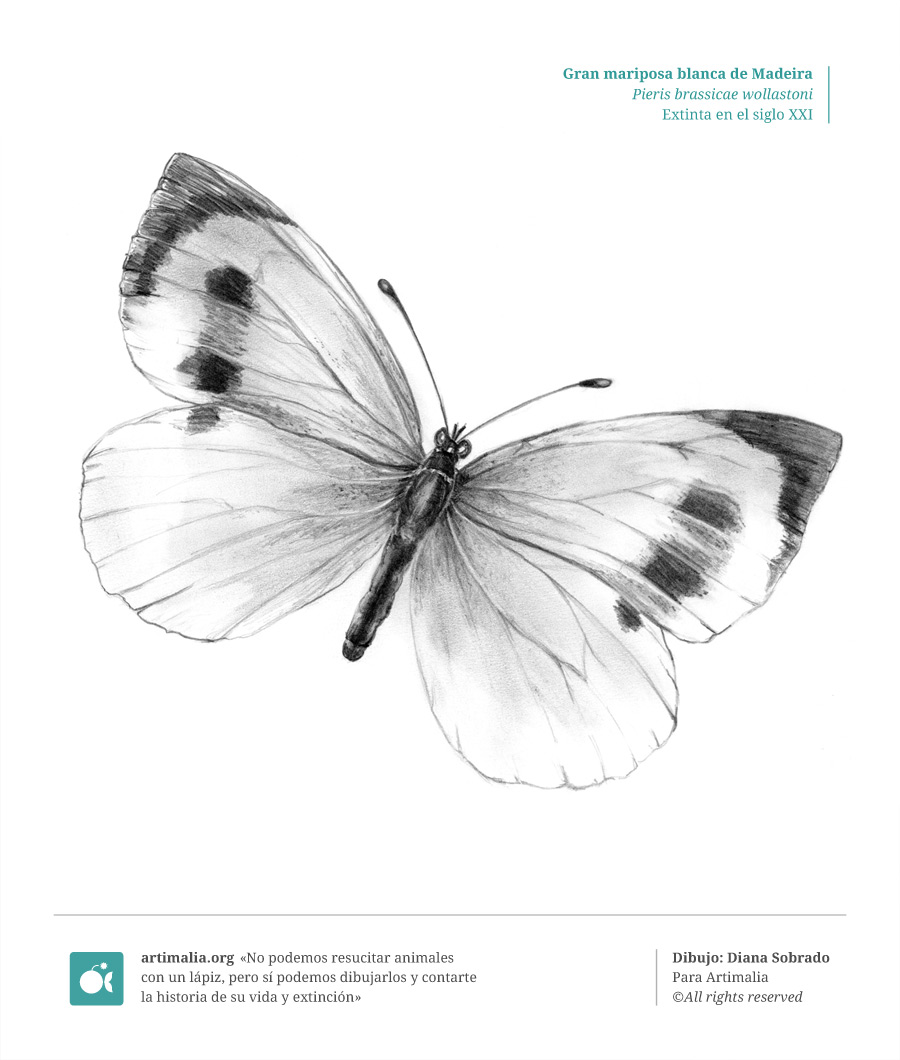 Gran mariposa blanca de Madeira
Pieris brassicae wollastoni
Extinta en el siglo XXI
artimalia.org «No podemos resucitar animales
con un lápiz, pero sí podemos dibujarlos y contarte
la historia de su vida y extinción»
Dibujo: Diana Sobrado
Para Artimalia
©All rights reserved